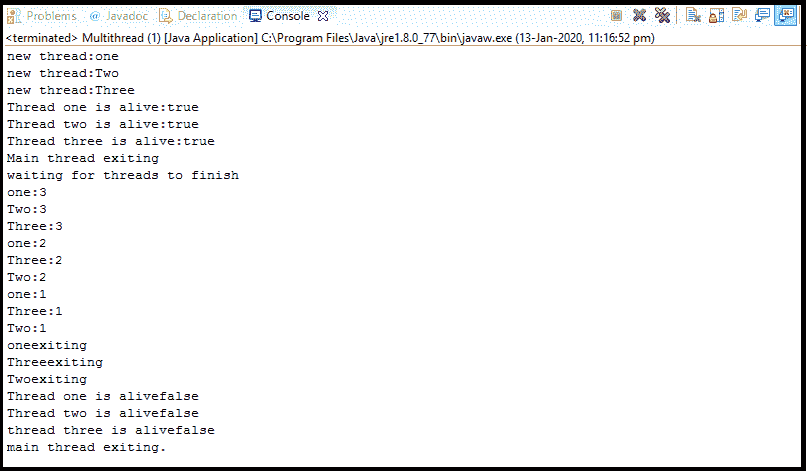 Problems @ Javadoc Declaration Console
<terminated> Multithread (1) [Java Application] C:\Program Files\Java\jre1.8.0_77\bin\javaw.exe (13-Jan-2020, 11:16:52 pm)
new thread:one
new thread:Two
new thread:Three
Thread one is alive:true
Thread two is alive:true
Thread three is alive:true
Main thread exiting
waiting for threads to finish
one:3
Two:3
Three:3
one:2
Three:2
Two:2
one:1
Three:1
Two:1
oneexiting
Threeexiting
Twoexiting
Thread one is alivefalse
Thread two is alivefalse
thread three is alivefalse
main thread exiting.